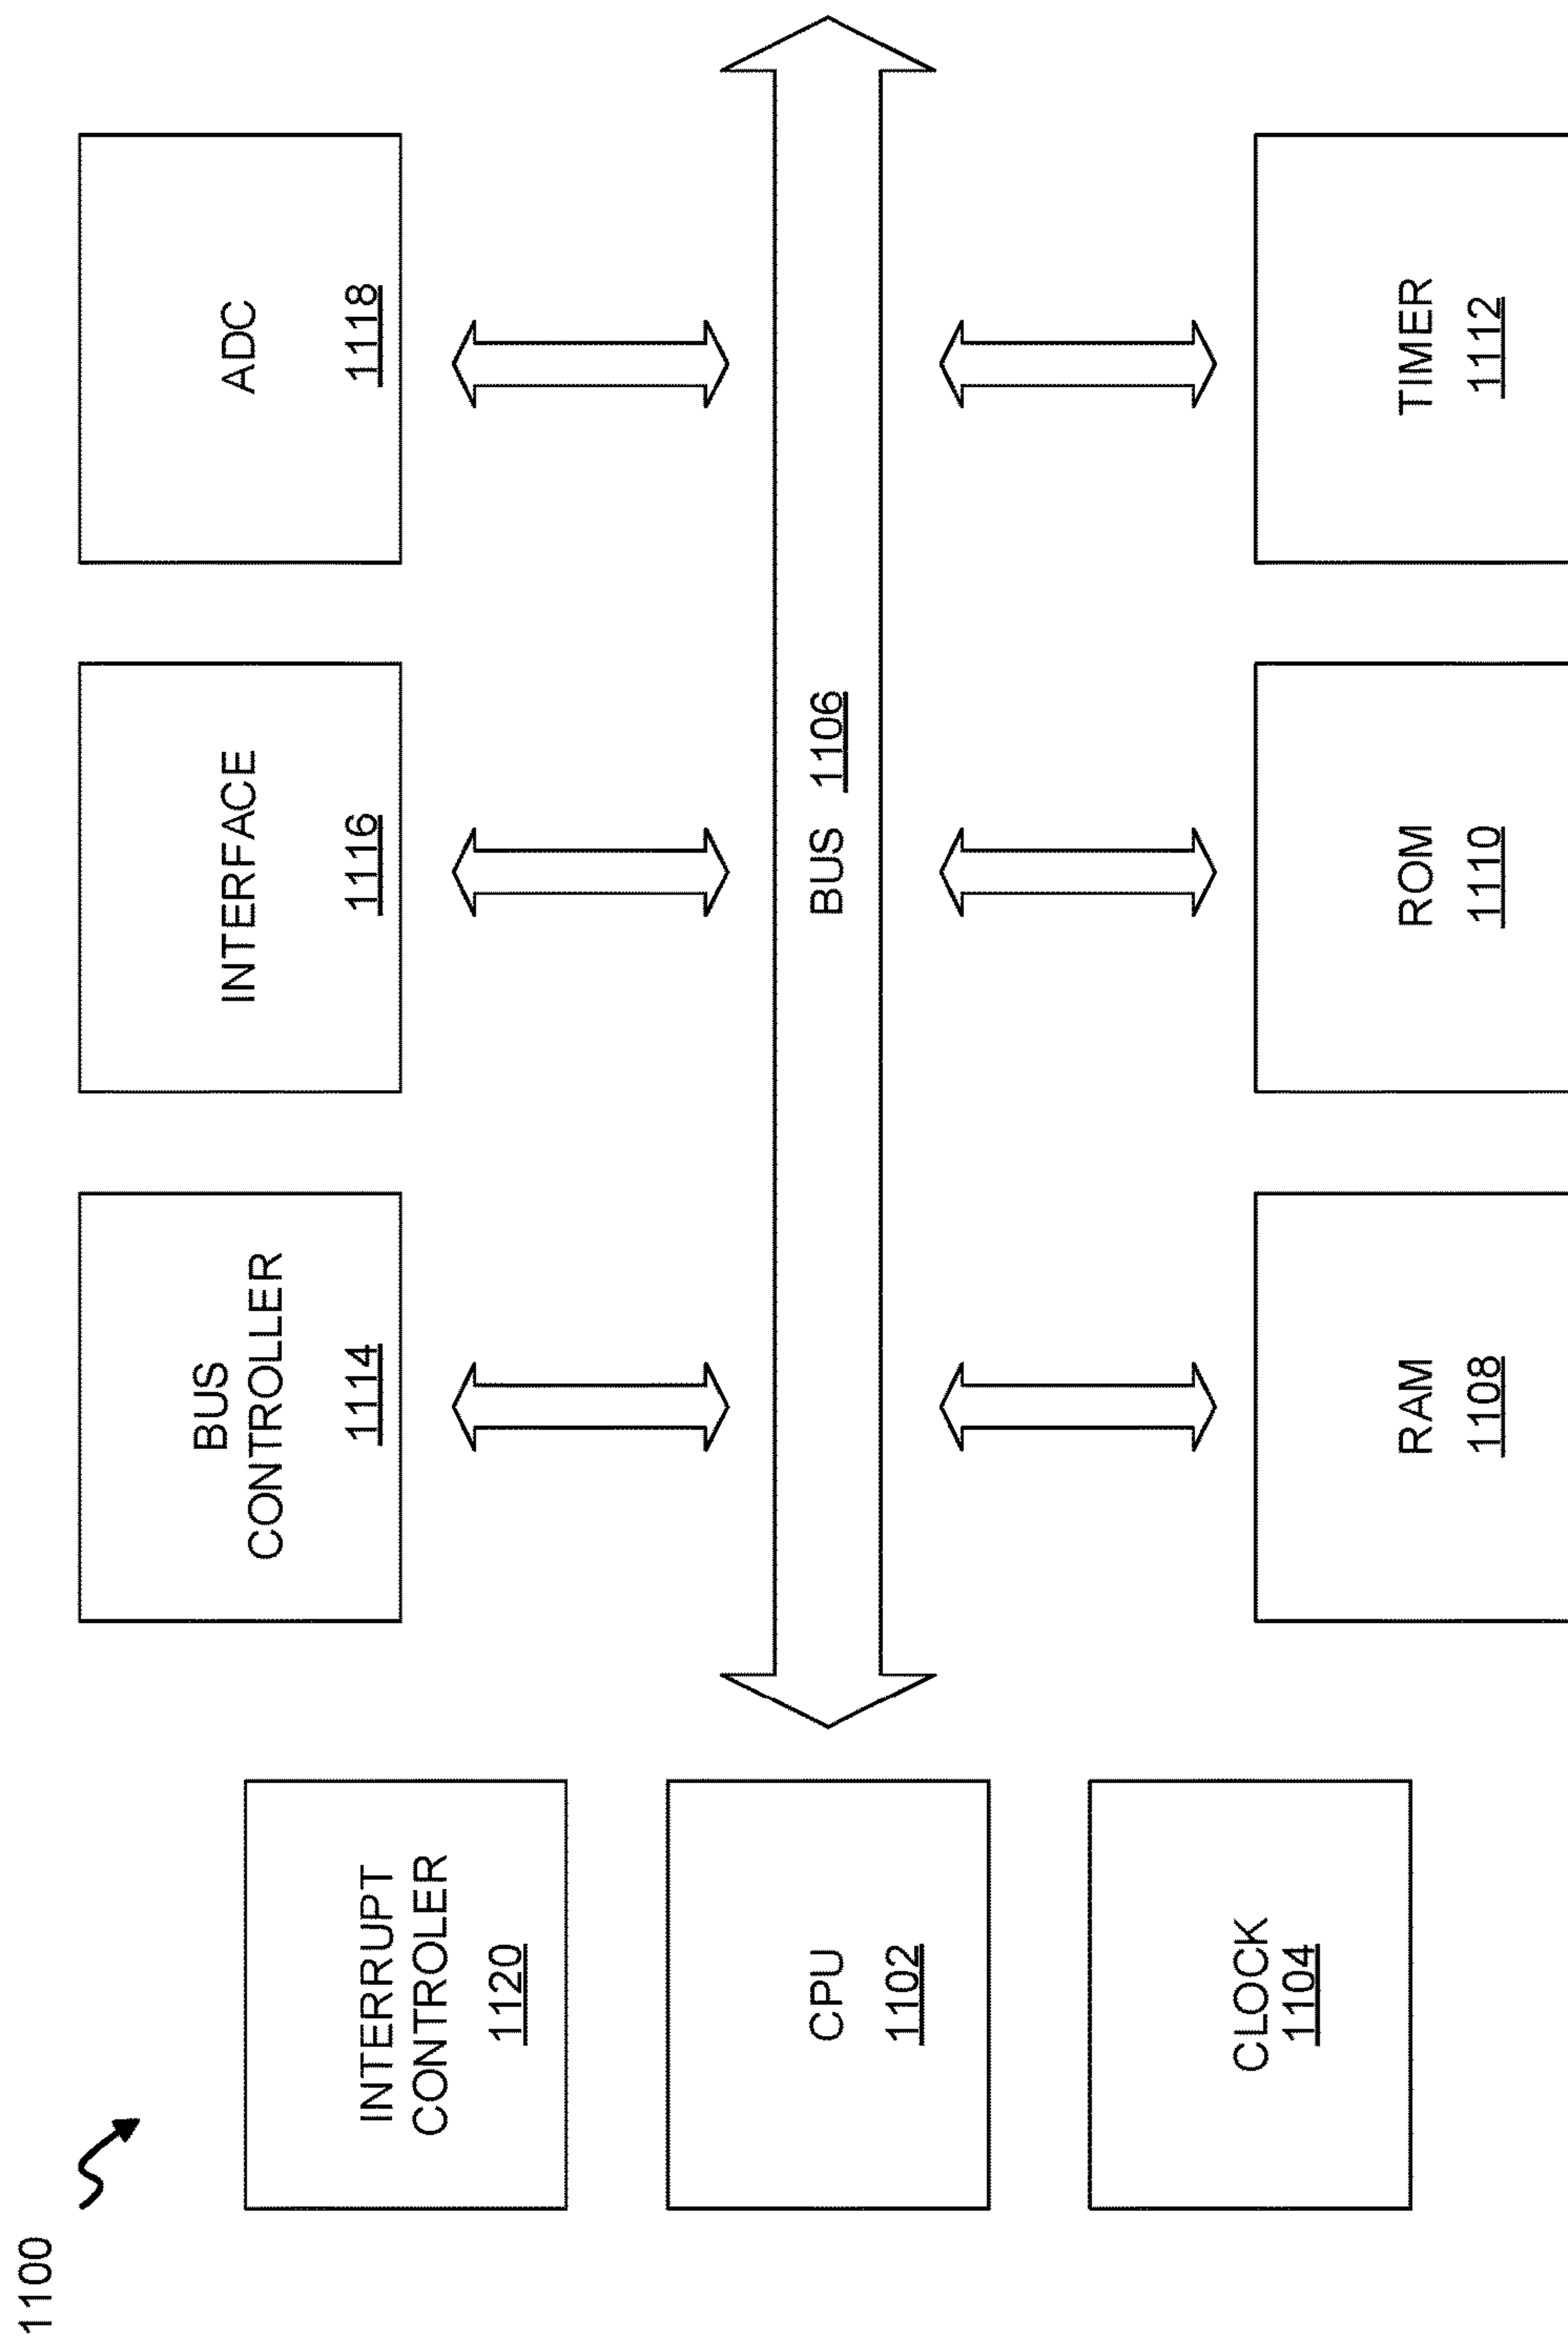 1100
INTERRUPT
CONTROLER
1120
CPU
1102
CLOCK
1104
BUS
CONTROLLER
1114
INTERFACE
1116
ADC
1118
BUS 1106
RAM
1108
ROM
1110
TIMER
1112